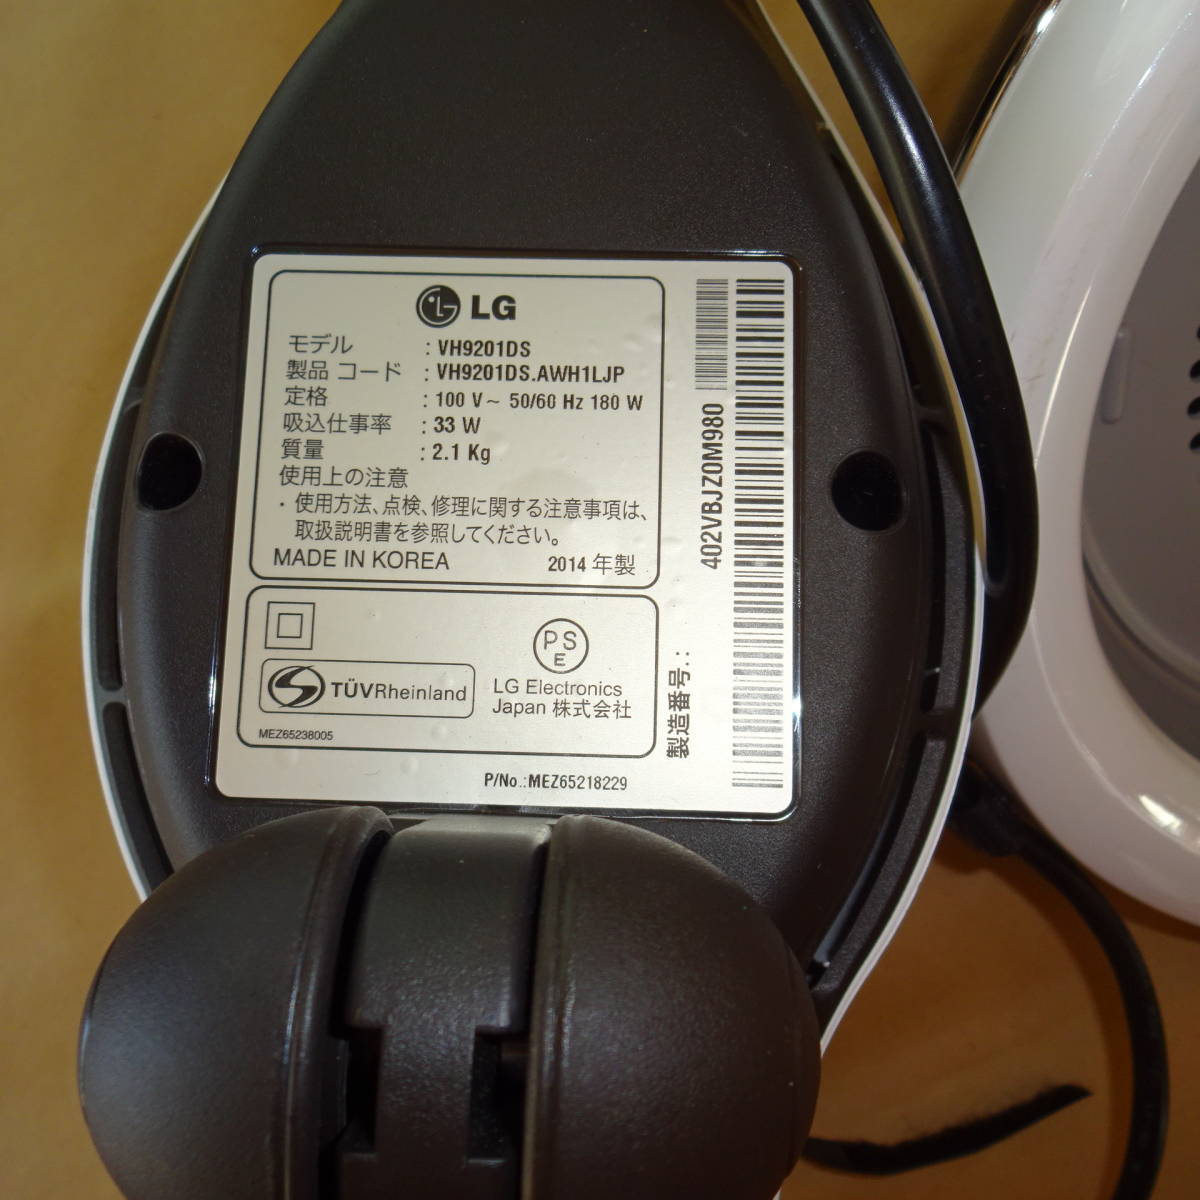 LG
モデル : VH9201DS
製品 コード : VH9201DS.AWH1LJP
定格 : 100 V~ 50/60 Hz 180 W
吸込仕事率 : 33 W
質量 : 2.1 Kg
使用上の注意
・使用方法、点検、修理に関する注意事項は、
取扱説明書を参照してください。
MADE IN KOREA 2014 年製
PS
E
TÜVRheinland
LG Electronics
Japan 株式会社
MEZ65238005
P/No.:MEZ65218229
製造番号.:
402VBJZ0M980